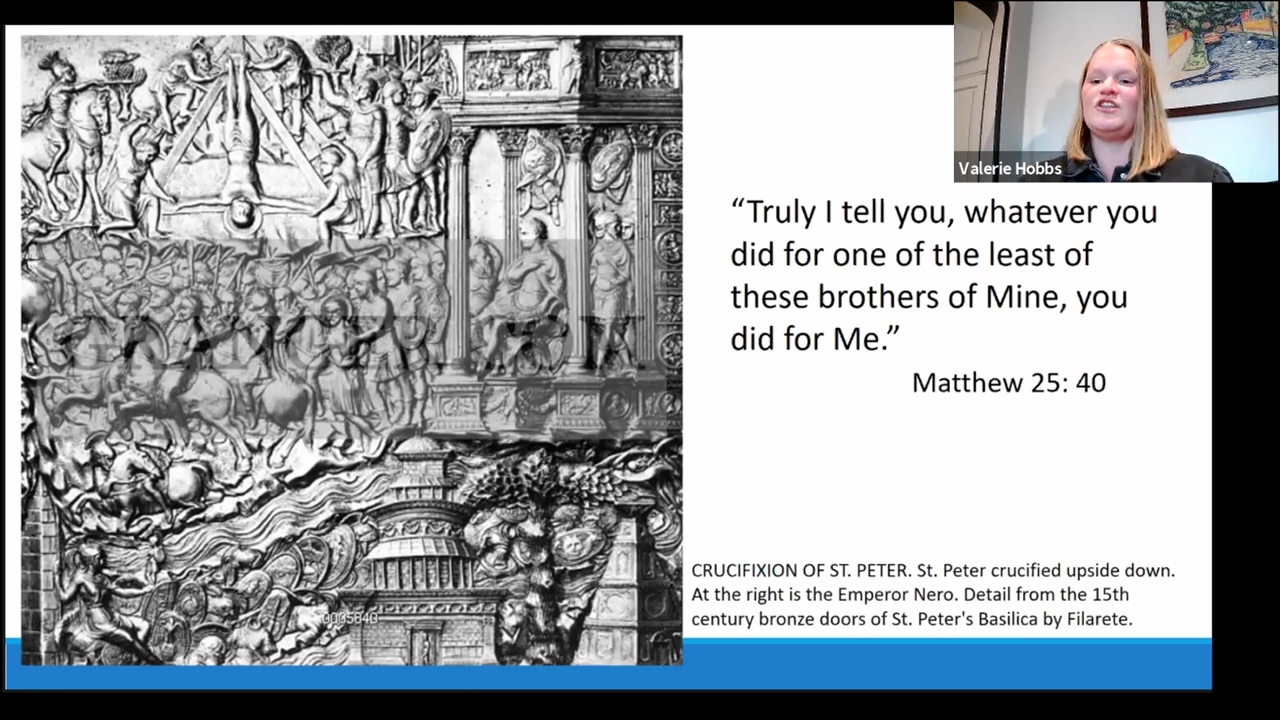 Valerie Hobbs
“Truly I tell you, whatever you
did for one of the least of
these brothers of Mine, you
did for Me.”
Matthew 25: 40
CRUCIFIXION OF ST. PETER. St. Peter crucified upside down.
At the right is the Emperor Nero. Detail from the 15th
century bronze doors of St. Peter's Basilica by Filarete.
0005840